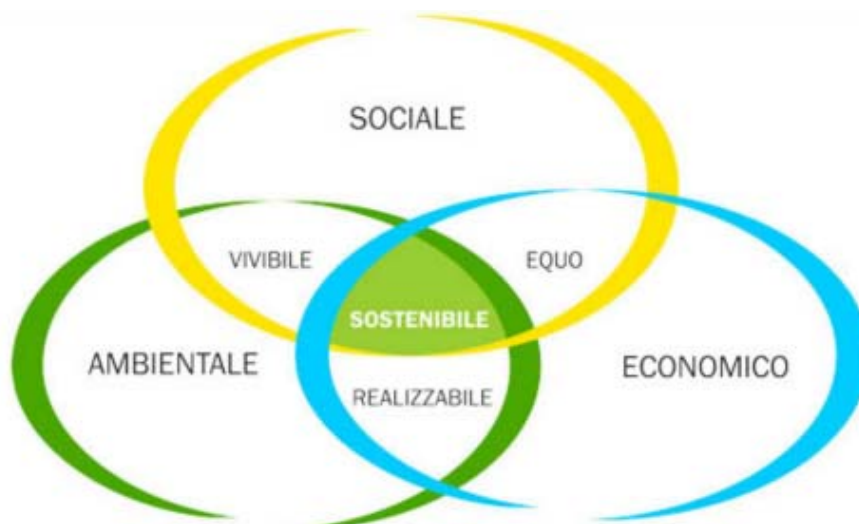 SOCIALE
VIVIBILE
EQUO
SOSTENIBILE
AMBIENTALE
ECONOMICO
REALIZZABILE